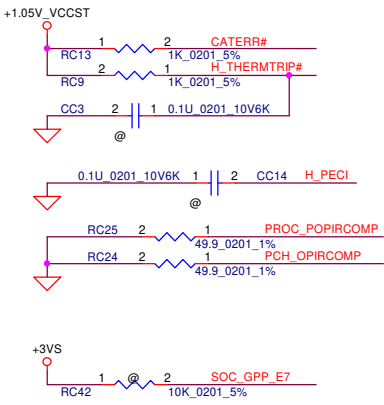 +1.05V_VCCST
1 2 CATERR#
RC13 1K_0201_5%
2 1 H_THERMTRIP#
RC9 1K_0201_5%
CC3 2 1 0.1U_0201_10V6K
@
0.1U_0201_10V6K 1 2 CC14 H_PECI
@
RC25 2 1 PROC_POPIRCOMP
49.9_0201_1%
RC24 2 1 PCH_OPIRCOMP
49.9_0201_1%
+3VS
1 @ 2 SOC_GPP_E7
RC42 10K_0201_5%